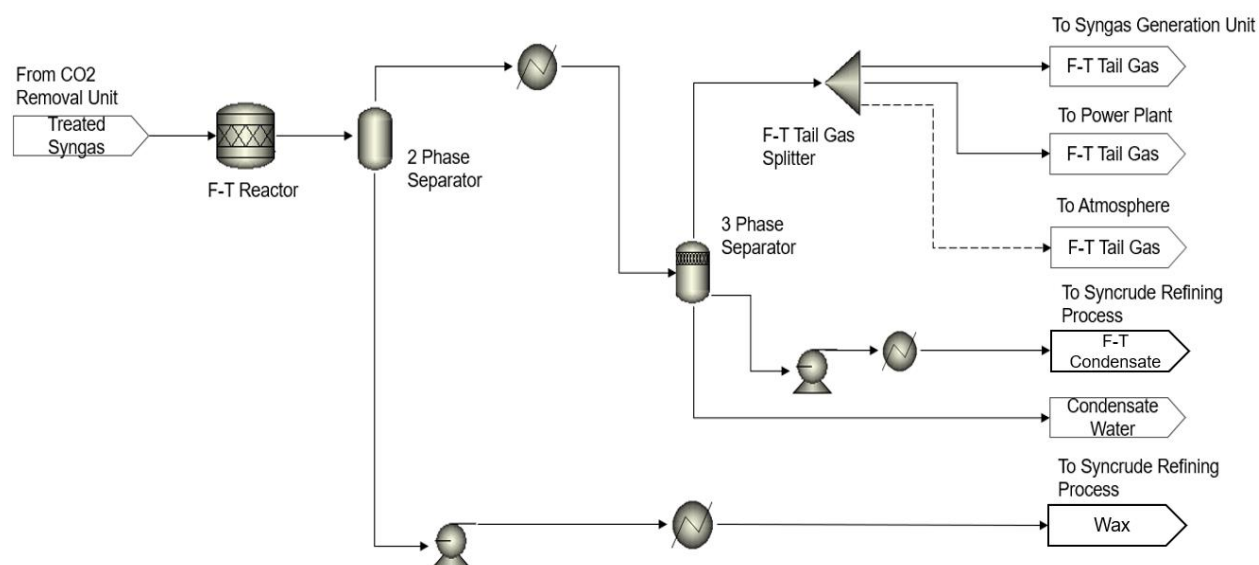 From CO2
Removal Unit
Treated
Syngas
F-T Reactor
2 Phase
Separator
3 Phase
Separator
F-T Tail Gas
Splitter
To Syngas Generation Unit
F-T Tail Gas
To Power Plant
F-T Tail Gas
To Atmosphere
F-T Tail Gas
To Syncrude Refining
Process
F-T
Condensate
Condensate
Water
To Syncrude Refining
Process
Wax